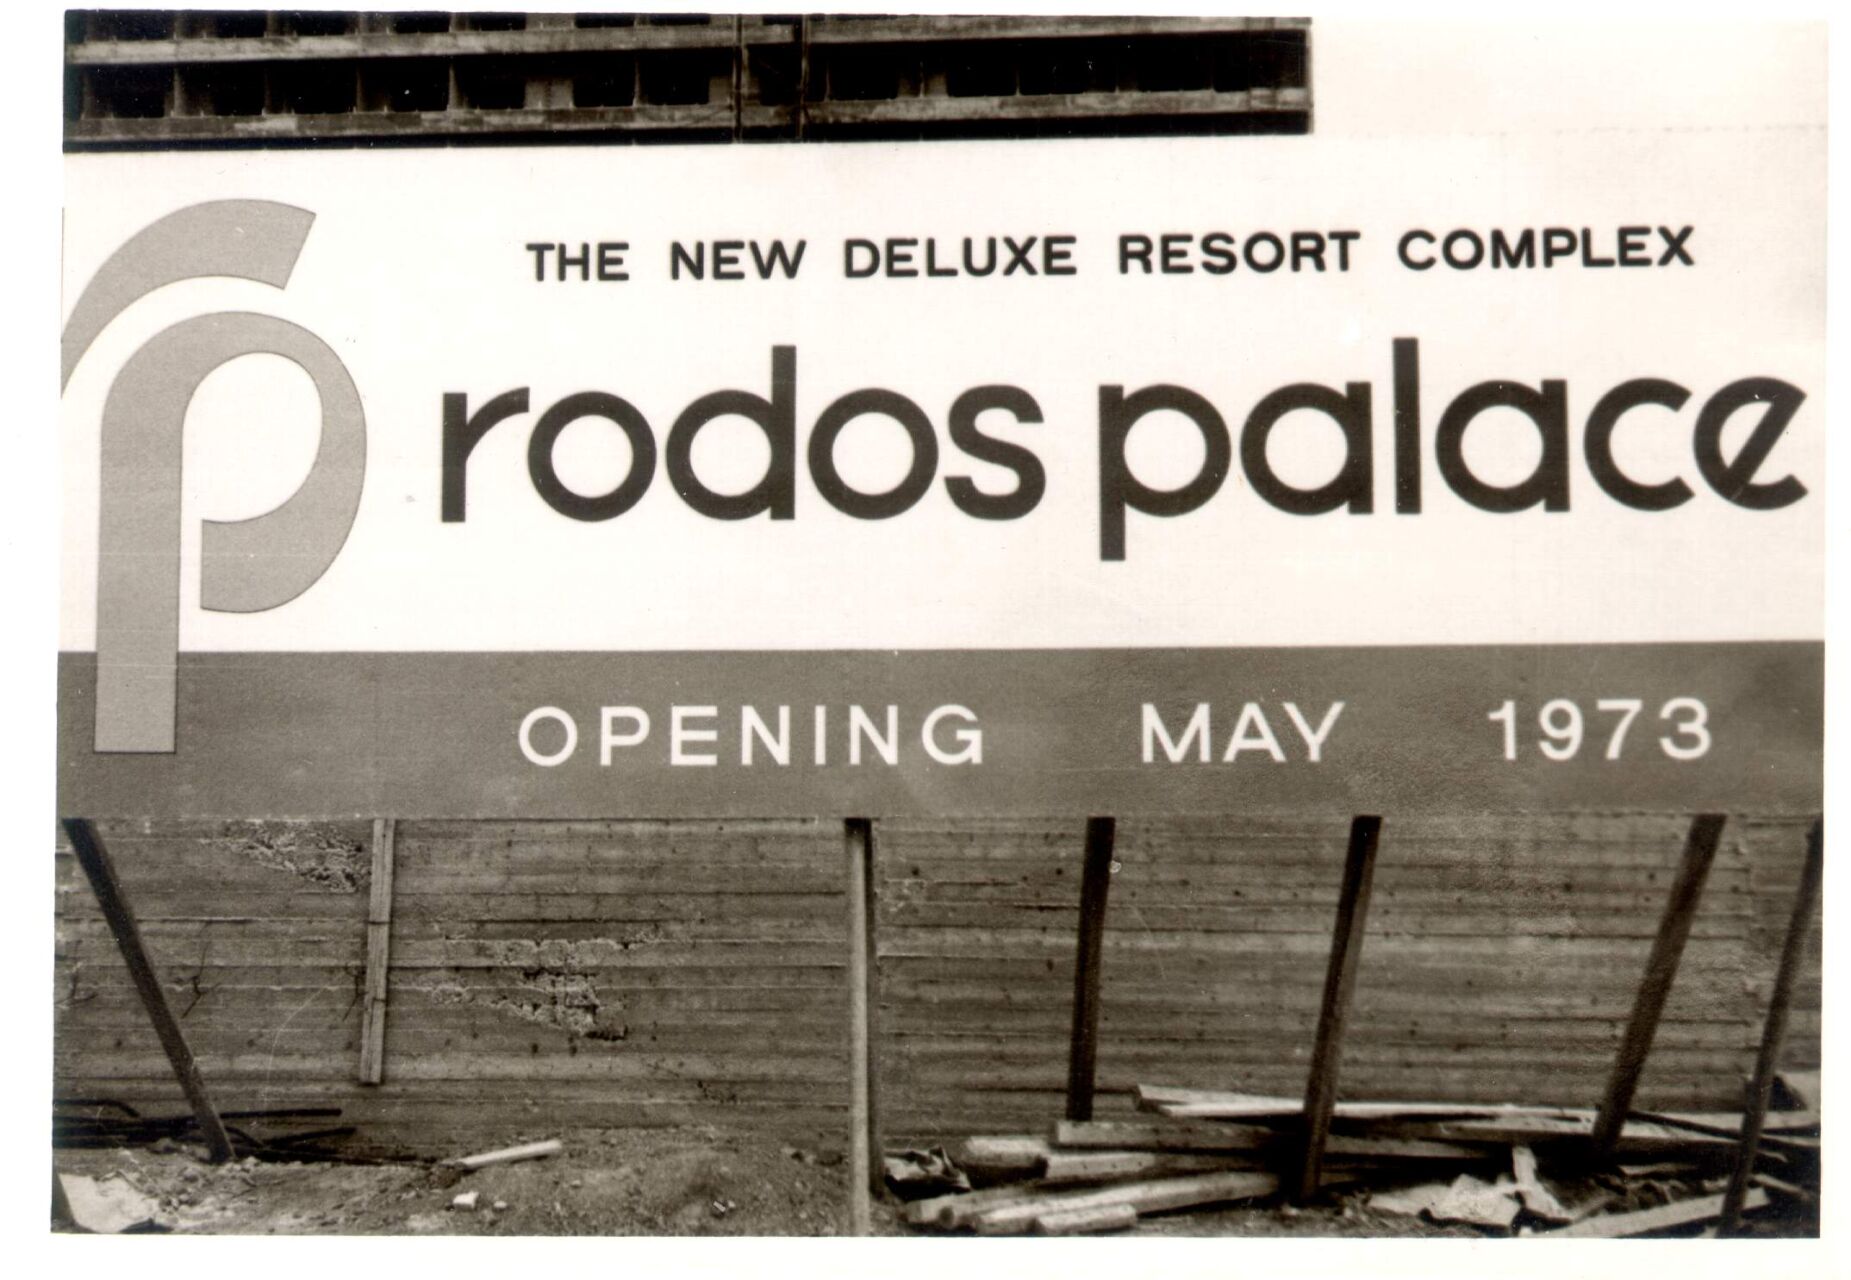 THE NEW DELUXE RESORT COMPLEX
rodos palace
OPENING MAY 1973